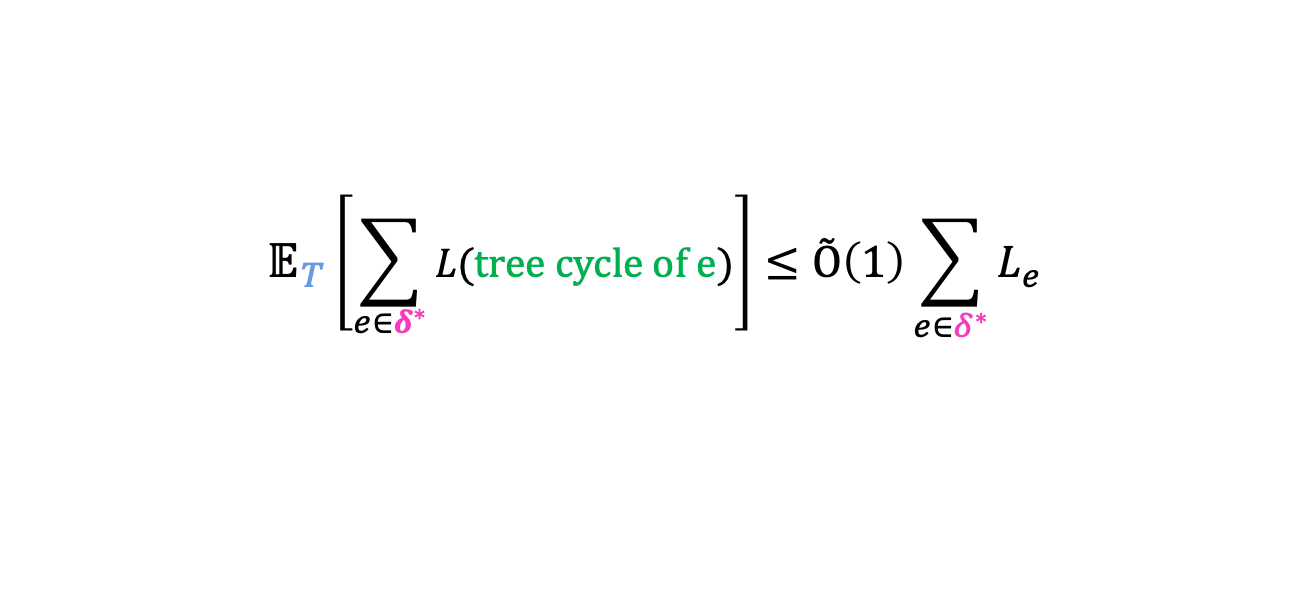 𝔼_T [ ∑_{e∈δ*} L(tree cycle of e) ] ≤ Õ(1) ∑_{e∈δ*} L_e